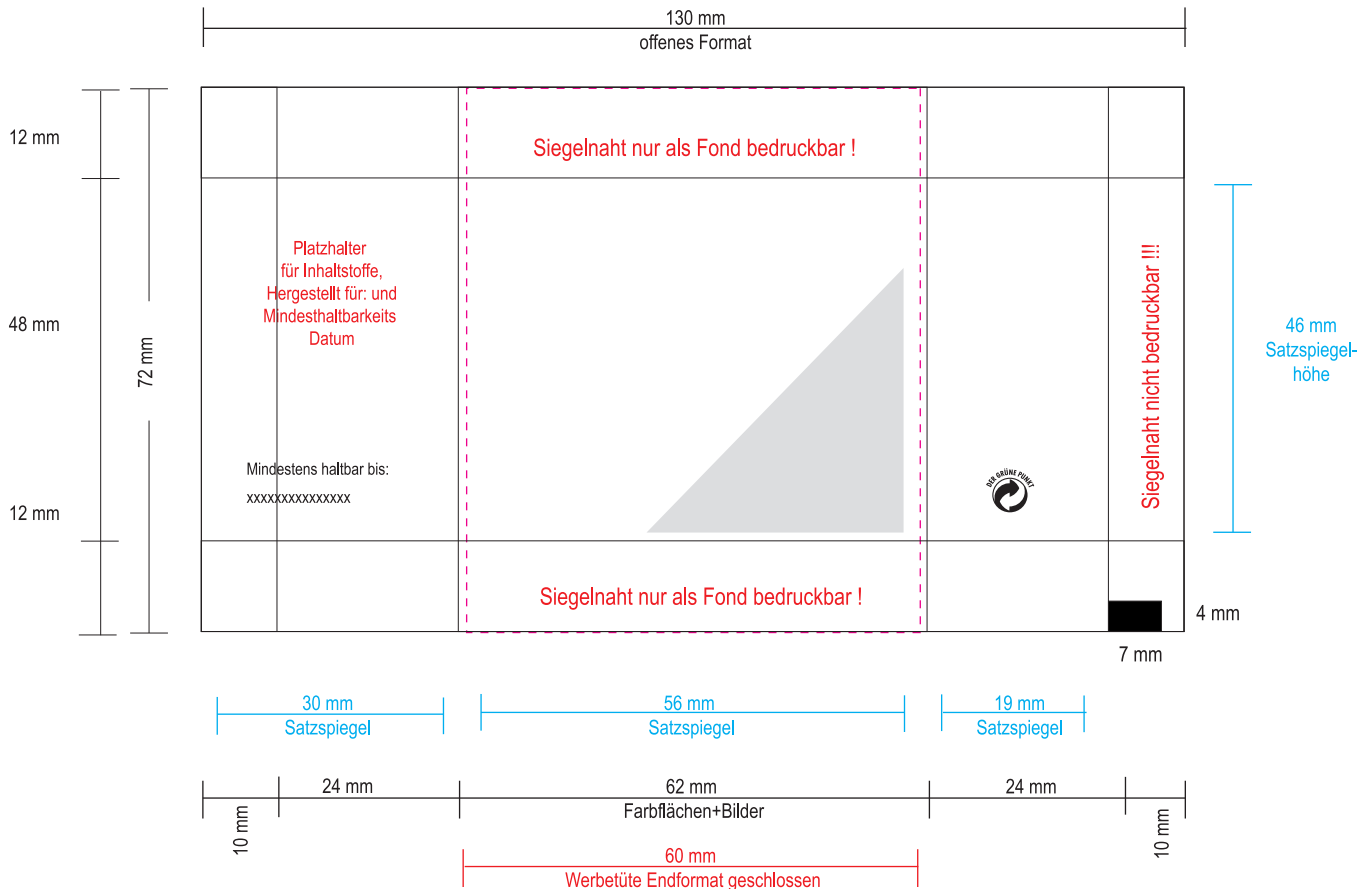 130 mm
offenes Format
12 mm
48 mm
12 mm
72 mm
Siegelnaht nur als Fond bedruckbar !
Platzhalter
für Inhaltstoffe,
Hergestellt für: und
Mindesthaltbarkeits
Datum
Mindestens haltbar bis:
xxxxxxxxxxxxxxx
DER GRÜNE PUNKT
Siegelnaht nicht bedruckbar !!!
46 mm
Satzspiegel-
höhe
Siegelnaht nur als Fond bedruckbar !
4 mm
7 mm
30 mm
Satzspiegel
56 mm
Satzspiegel
19 mm
Satzspiegel
10 mm
24 mm
62 mm
Farbflächen+Bilder
24 mm
10 mm
60 mm
Werbetüte Endformat geschlossen